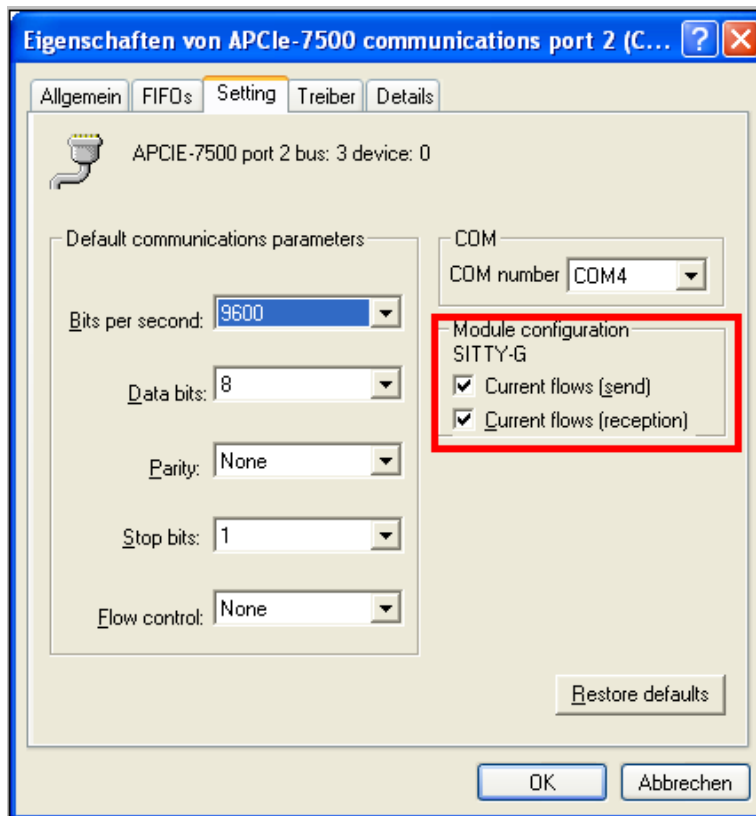 Eigenschaften von APCIe-7500 communications port 2 (C... ?
Allgemein FIFOs Setting Treiber Details
APCIE-7500 port 2 bus: 3 device: 0
Default communications parameters
Bits per second: 9600
Data bits: 8
Parity: None
Stop bits: 1
Flow control: None
COM
COM number COM4
Module configuration
SITTY-G
Current flows (send)
Current flows (reception)
Restore defaults
OK Abbrechen